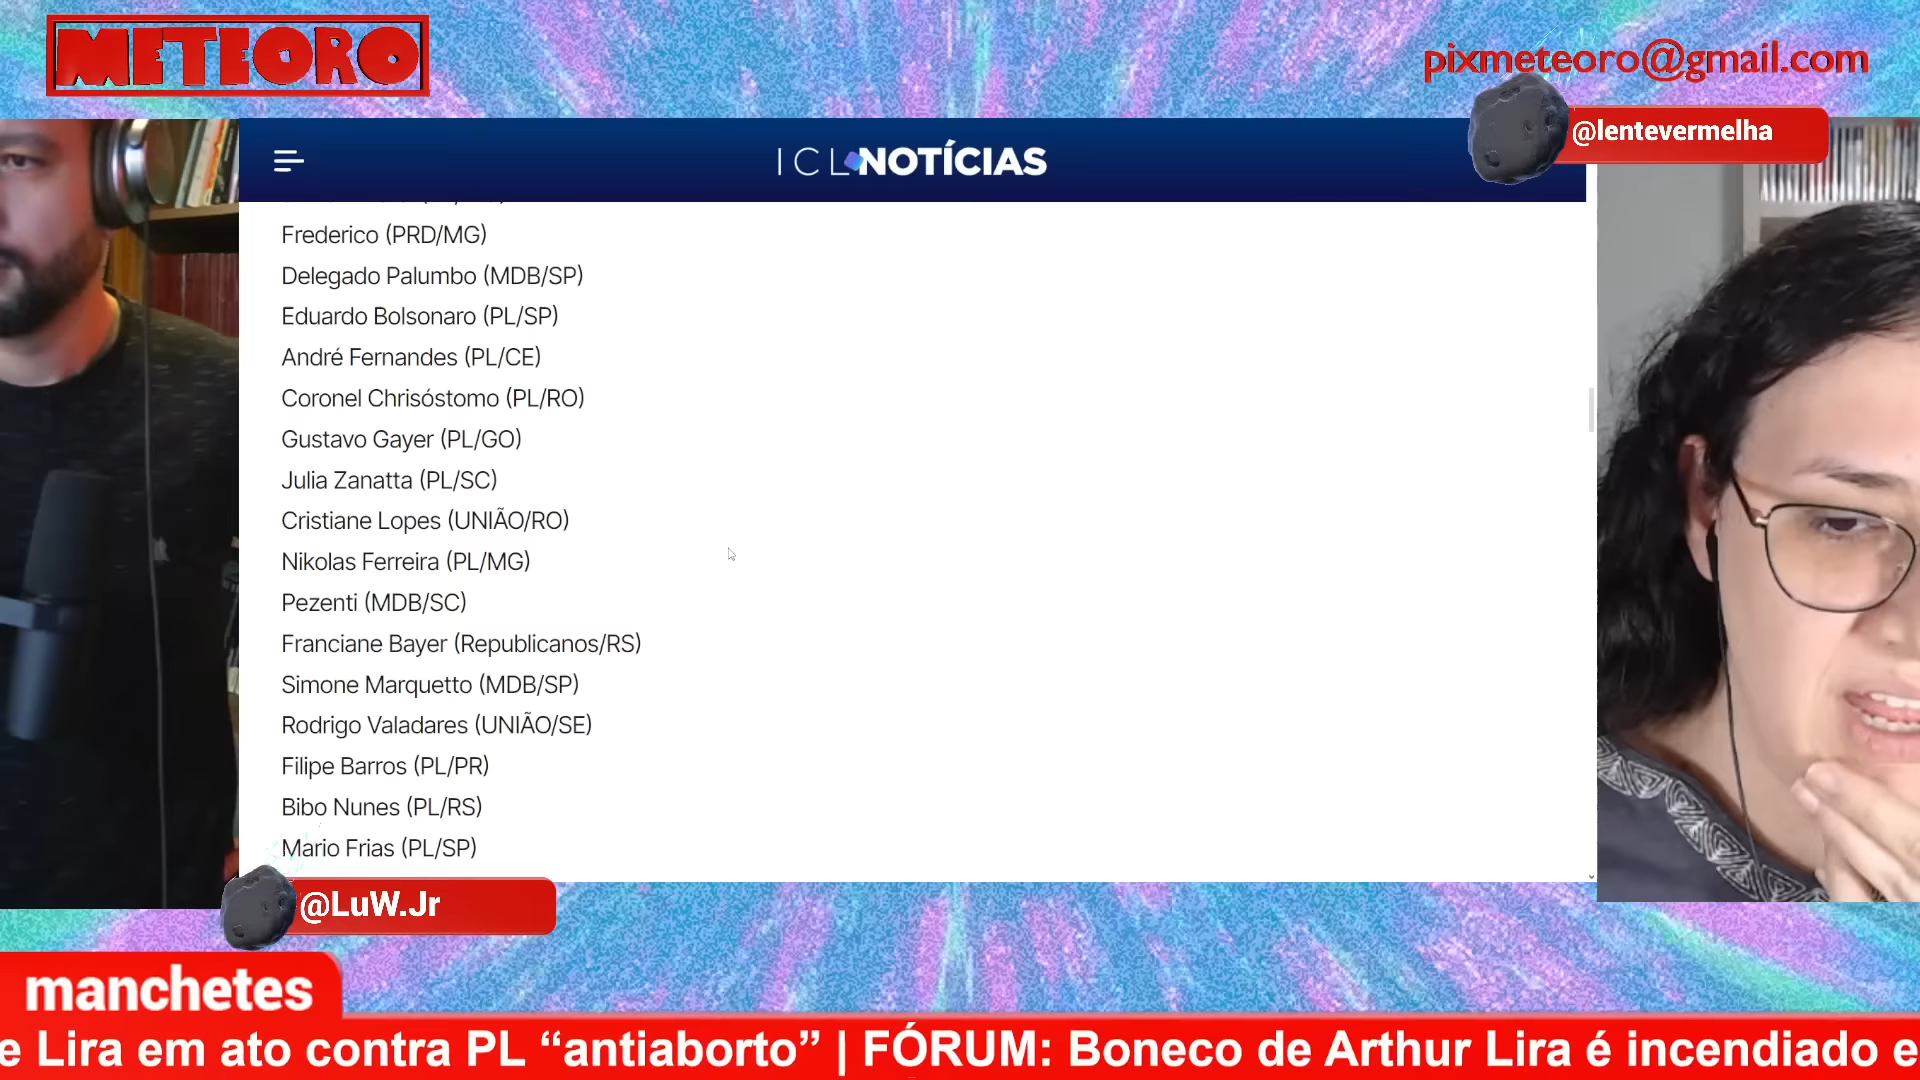 METEORO
pixmeteoro@gmail.com
@lentevermelha
ICL NOTÍCIAS
Frederico (PRD/MG)
Delegado Palumbo (MDB/SP)
Eduardo Bolsonaro (PL/SP)
André Fernandes (PL/CE)
Coronel Chrisóstomo (PL/RO)
Gustavo Gayer (PL/GO)
Julia Zanatta (PL/SC)
Cristiane Lopes (UNIÃO/RO)
Nikolas Ferreira (PL/MG)
Pezenti (MDB/SC)
Franciane Bayer (Republicanos/RS)
Simone Marquetto (MDB/SP)
Rodrigo Valadares (UNIÃO/SE)
Filipe Barros (PL/PR)
Bibo Nunes (PL/RS)
Mario Frias (PL/SP)
@LuW.Jr
manchetes
e Lira em ato contra PL “antiaborto” | FÓRUM: Boneco de Arthur Lira é incendiado e